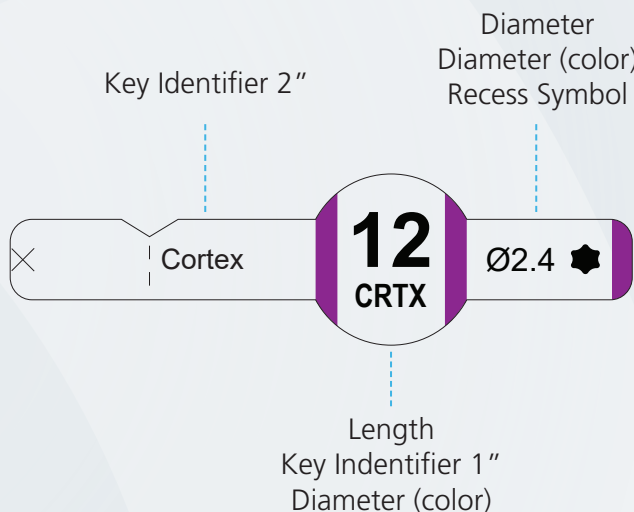 Diameter
Diameter (color)
Recess Symbol
Key Identifier 2”
Cortex
12
CRTX
Ø2.4
Length
Key Indentifier 1”
Diameter (color)